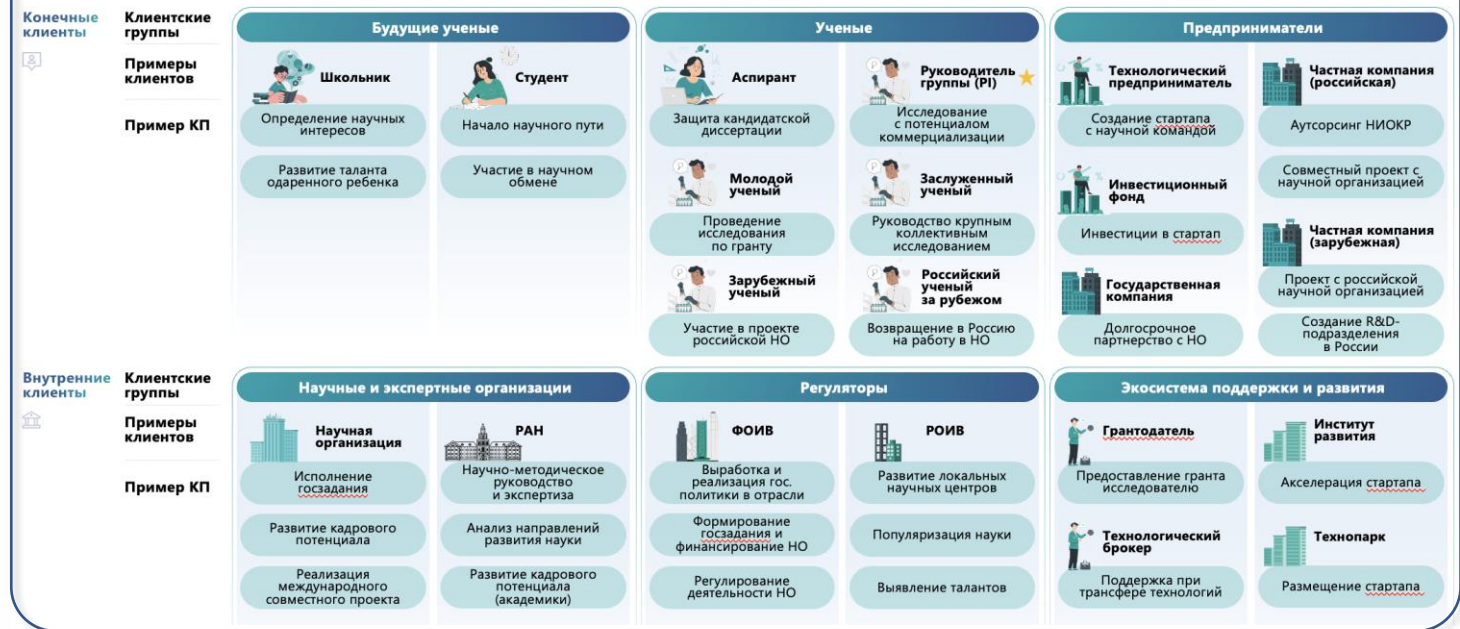 Конечные
клиенты
Клиентские
группы
Примеры
клиентов
Пример КП
Будущие ученые
Школьник
Определение научных
интересов
Развитие таланта
одаренного ребенка
Студент
Начало научного пути
Участие в научном
обмене
Ученые
Аспирант
Защита кандидатской
диссертации
Руководитель
группы (PI)
Исследование
с потенциалом
коммерциализации
Молодой
ученый
Проведение
исследования
по гранту
Заслуженный
ученый
Руководство крупным
коллективным
исследованием
Зарубежный
ученый
Участие в проекте
российской НО
Российский
ученый
за рубежом
Возвращение в Россию
на работу в НО
Предприниматели
Технологический
предприниматель
Создание стартапа
с научной командой
Инвестиционный
фонд
Инвестиции в стартап
Государственная
компания
Долгосрочное
партнерство с НО
Частная компания
(российская)
Аутсорсинг НИОКР
Совместный проект с
научной организацией
Частная компания
(зарубежная)
Проект с российской
научной организацией
Создание R&D-
подразделения
в России
Внутренние
клиенты
Клиентские
группы
Примеры
клиентов
Пример КП
Научные и экспертные организации
Научная
организация
Исполнение
госзадания
Развитие кадрового
потенциала
Реализация
международного
совместного проекта
РАН
Научно-методическое
руководство
и экспертиза
Анализ направлений
развития науки
Развитие кадрового
потенциала
(академики)
Регуляторы
ФОИВ
Выработка и
реализация гос.
политики в отрасли
Формирование
госзадания и
финансирование НО
Регулирование
деятельности НО
РОИВ
Развитие локальных
научных центров
Популяризация науки
Выявление талантов
Экосистема поддержки и развития
Грантодатель
Предоставление гранта
исследователю
Технологический
брокер
Поддержка при
трансфере технологий
Институт
развития
Акселерация стартапа
Технопарк
Размещение стартапа